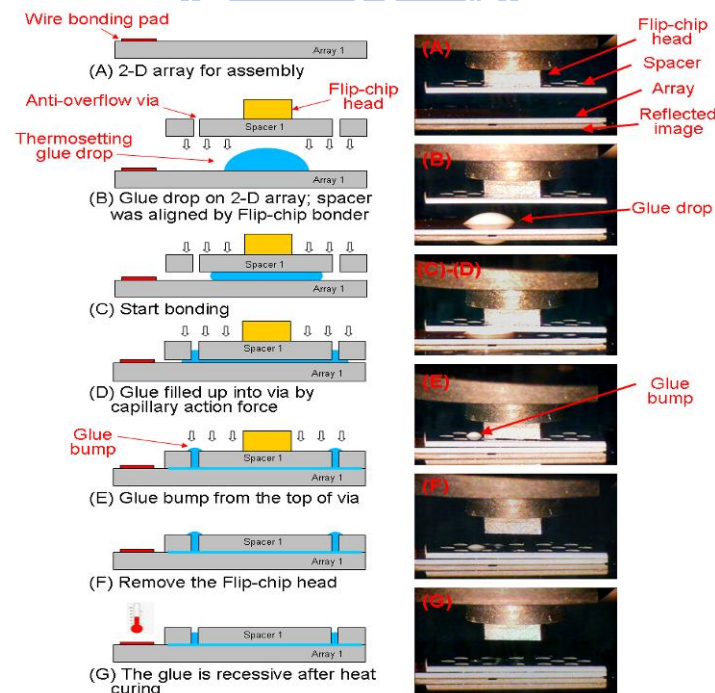 Wire bonding pad
Array 1
(A) 2-D array for assembly
Anti-overflow via
Flip-chip
head
Spacer 1
Thermosetting
glue drop
Array 1
(B) Glue drop on 2-D array; spacer
was aligned by Flip-chip bonder
Spacer 1
Array 1
(C) Start bonding
Spacer 1
Array 1
(D) Glue filled up into via by
capillary action force
Glue
bump
Spacer 1
Array 1
(E) Glue bump from the top of via
Spacer 1
Array 1
(F) Remove the Flip-chip head
Spacer 1
Array 1
(G) The glue is recessive after heat
curing
(A)
Flip-chip
head
Spacer
Array
Reflected
image
(B)
Glue drop
(C)-(D)
(E)
Glue
bump
(F)
(G)